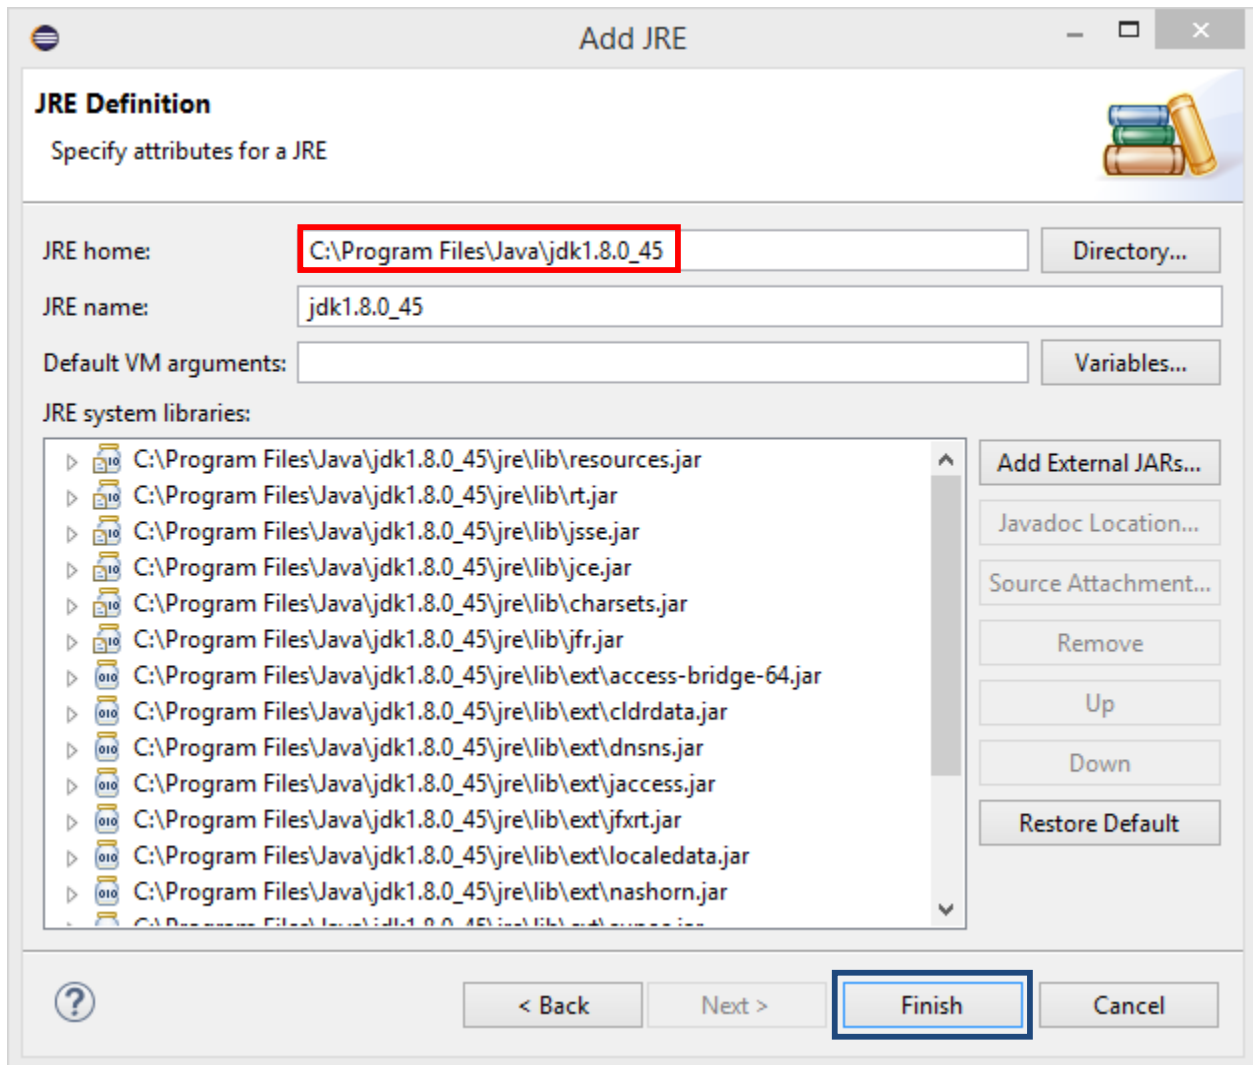 Add JRE
JRE Definition
Specify attributes for a JRE
JRE home: C:\Program Files\Java\jdk1.8.0_45 Directory...
JRE name: jdk1.8.0_45
Default VM arguments: Variables...
JRE system libraries:
C:\Program Files\Java\jdk1.8.0_45\jre\lib\resources.jar
C:\Program Files\Java\jdk1.8.0_45\jre\lib\rt.jar
C:\Program Files\Java\jdk1.8.0_45\jre\lib\jsse.jar
C:\Program Files\Java\jdk1.8.0_45\jre\lib\jce.jar
C:\Program Files\Java\jdk1.8.0_45\jre\lib\charsets.jar
C:\Program Files\Java\jdk1.8.0_45\jre\lib\jfr.jar
C:\Program Files\Java\jdk1.8.0_45\jre\lib\ext\access-bridge-64.jar
C:\Program Files\Java\jdk1.8.0_45\jre\lib\ext\cldrdata.jar
C:\Program Files\Java\jdk1.8.0_45\jre\lib\ext\dnsns.jar
C:\Program Files\Java\jdk1.8.0_45\jre\lib\ext\jaccess.jar
C:\Program Files\Java\jdk1.8.0_45\jre\lib\ext\jfxrt.jar
C:\Program Files\Java\jdk1.8.0_45\jre\lib\ext\localedata.jar
C:\Program Files\Java\jdk1.8.0_45\jre\lib\ext\nashorn.jar
Add External JARs...
Javadoc Location...
Source Attachment...
Remove
Up
Down
Restore Default
? < Back Next > Finish Cancel